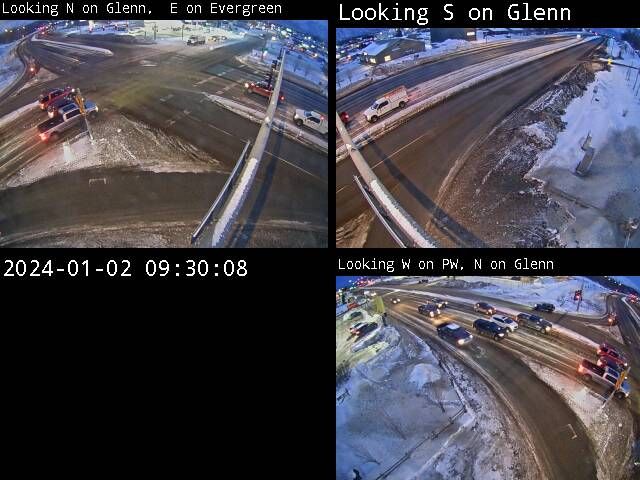 Looking N on Glenn,  E on Evergreen
Looking S on Glenn
2024-01-02 09:30:08
Looking W on PW, N on Glenn